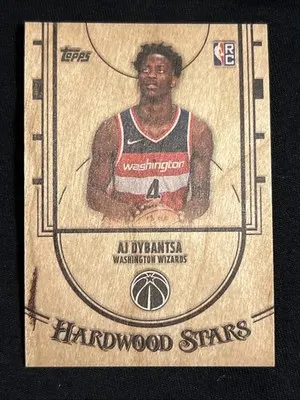 Topps
RC
Washington
4
AJ DYBANTSA
WASHINGTON WIZARDS
HARDWOOD STARS